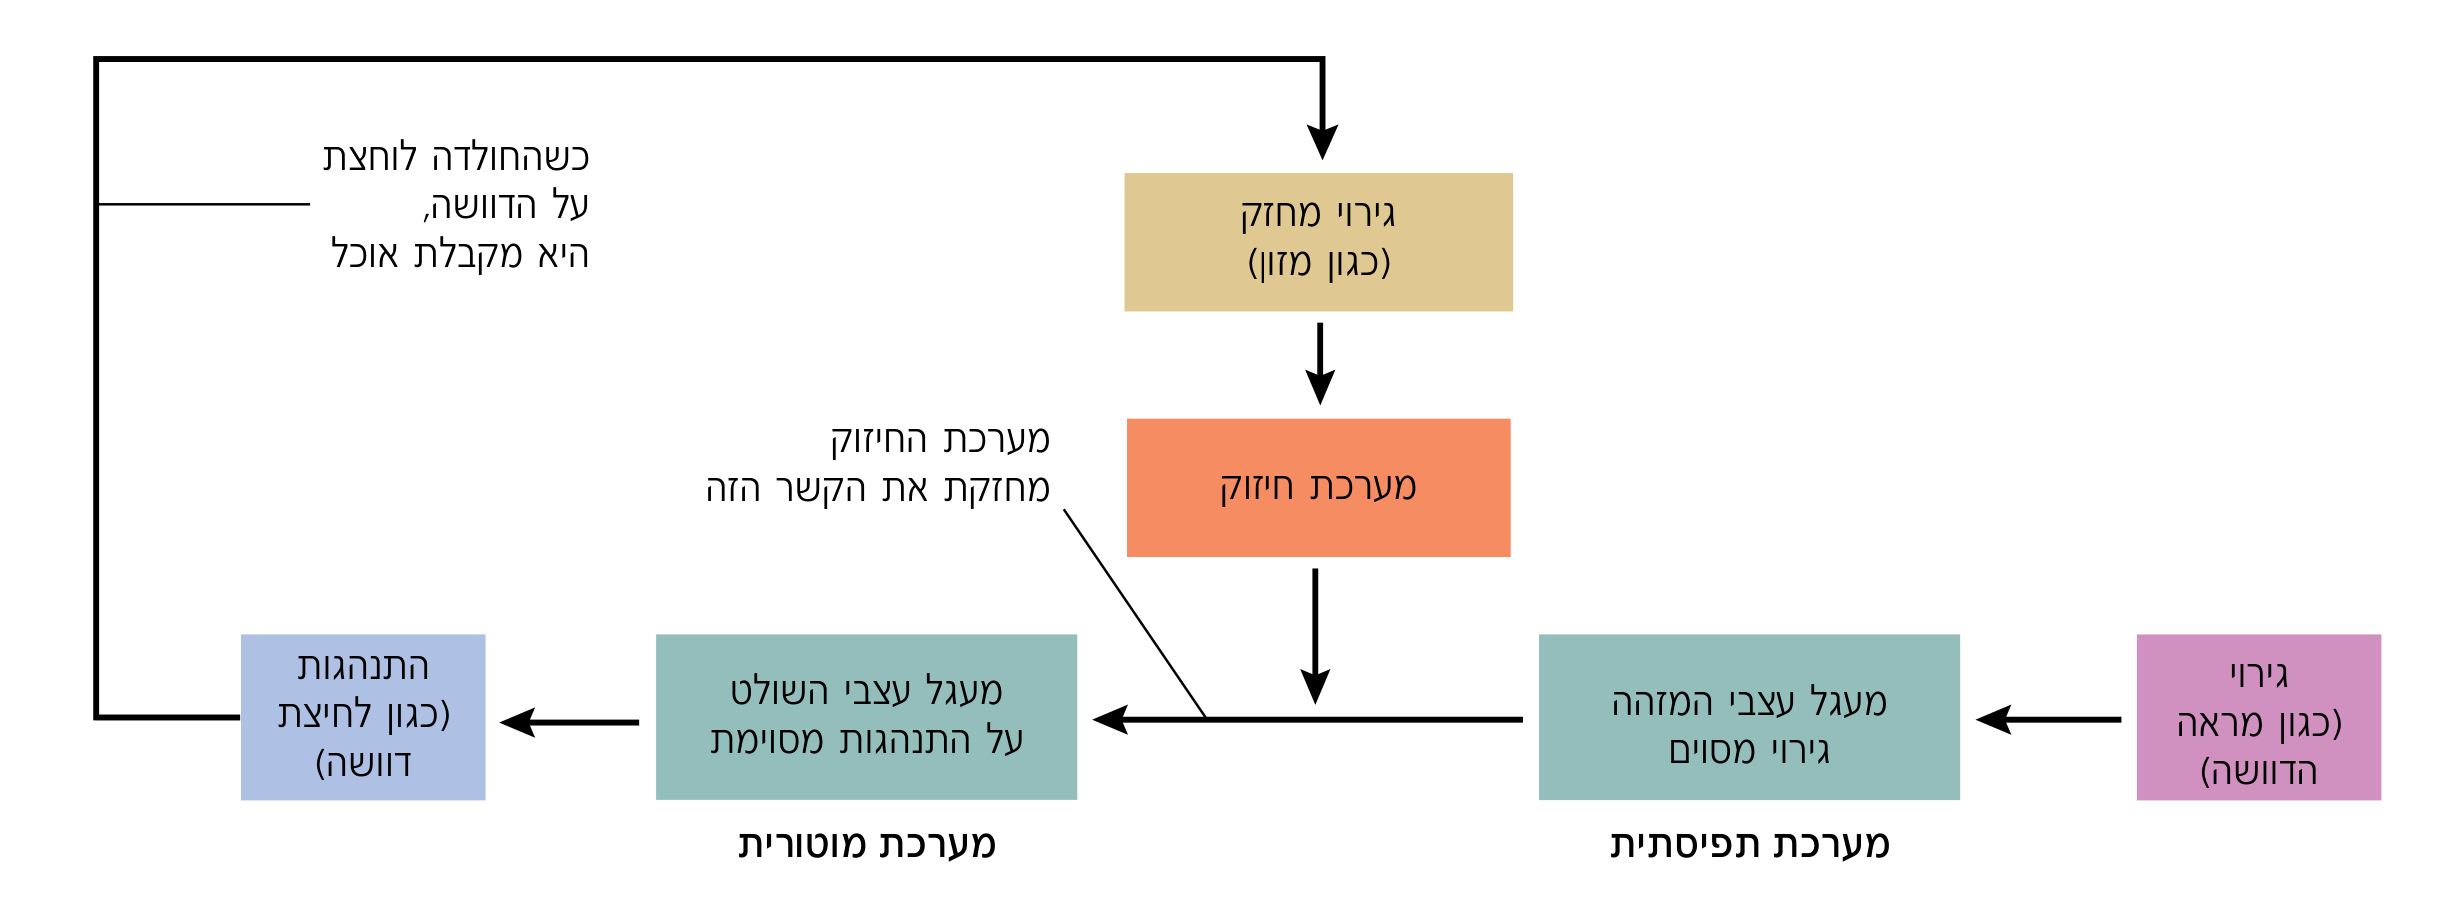 כשהחולדה לוחצת
על הדוושה,
היא מקבלת אוכל
גירוי מחזק
(כגון מזון)
מערכת החיזוק
מחזקת את הקשר הזה
מערכת חיזוק
גירוי
(כגון מראה
הדוושה)
מעגל עצבי המזהה
גירוי מסוים
מעגל עצבי השולט
על התנהגות מסוימת
התנהגות
(כגון לחיצת
דוושה)
מערכת תפיסתית
מערכת מוטורית